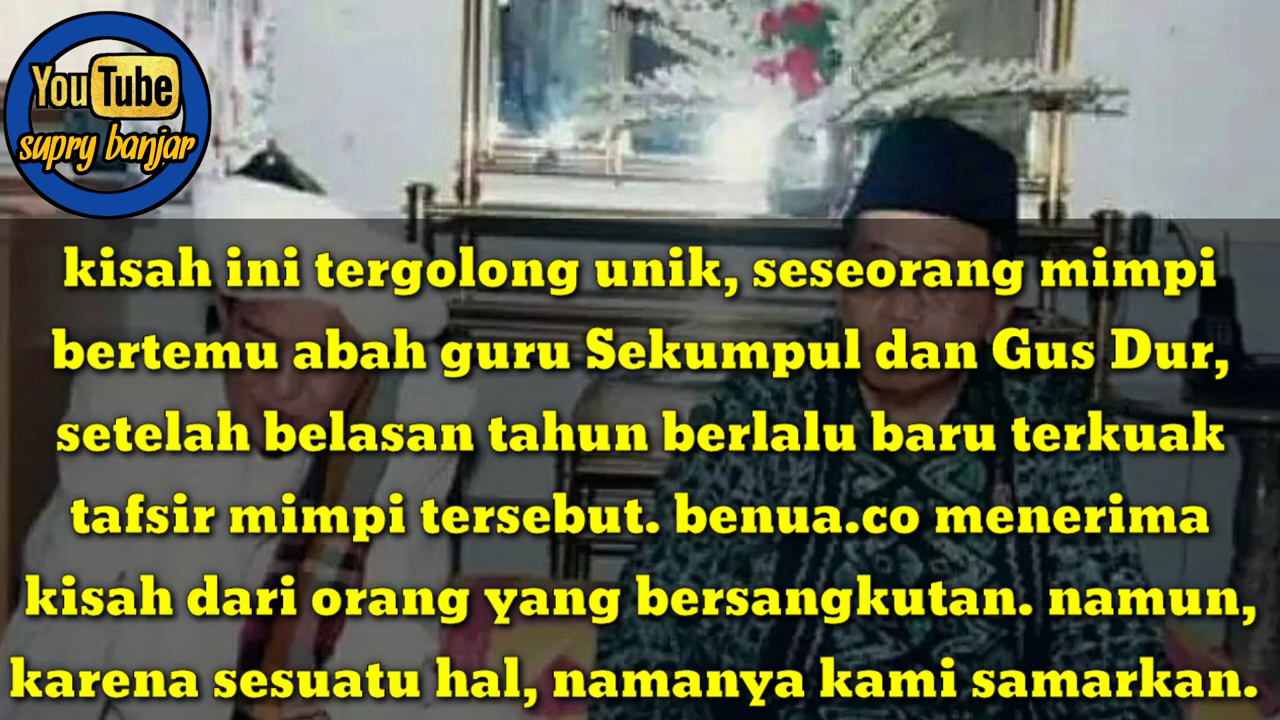 YouTube
supry banjar
kisah ini tergolong unik, seseorang mimpi
bertemu abah guru Sekumpul dan Gus Dur,
setelah belasan tahun berlalu baru terkuak
tafsir mimpi tersebut. benua.co menerima
kisah dari orang yang bersangkutan. namun,
karena sesuatu hal, namanya kami samarkan.